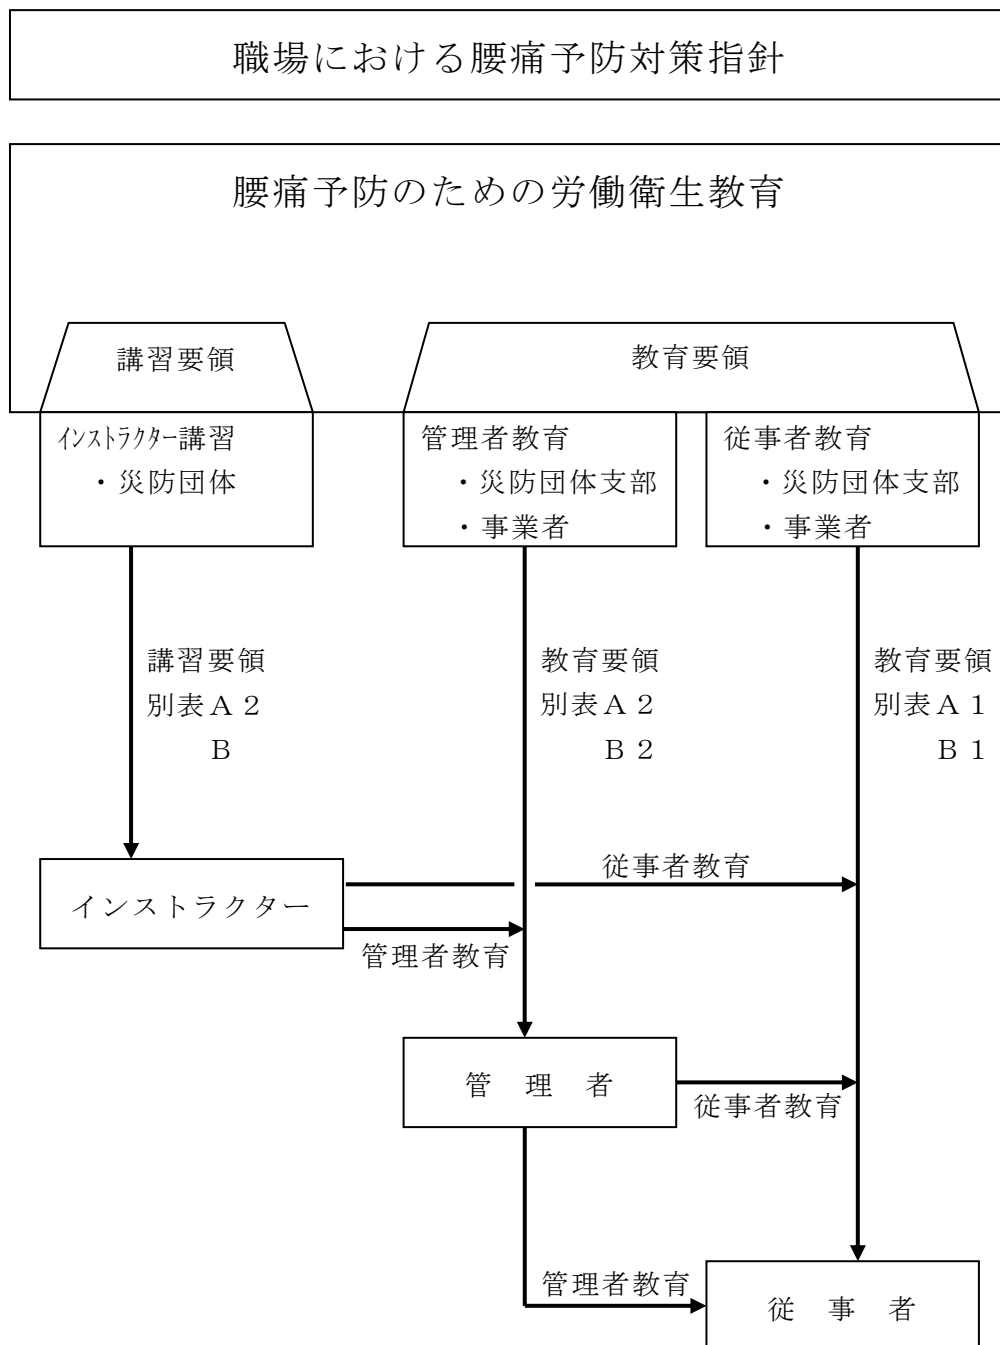 職場における腰痛予防対策指針
腰痛予防のための労働衛生教育
講習要領
教育要領
インストラクター講習
・災防団体
管理者教育
・災防団体支部
・事業者
従事者教育
・災防団体支部
・事業者
講習要領
別表A2
B
教育要領
別表A2
B2
教育要領
別表A1
B1
従事者教育
インストラクター
管理者教育
管 理 者
従事者教育
管理者教育
従 事 者